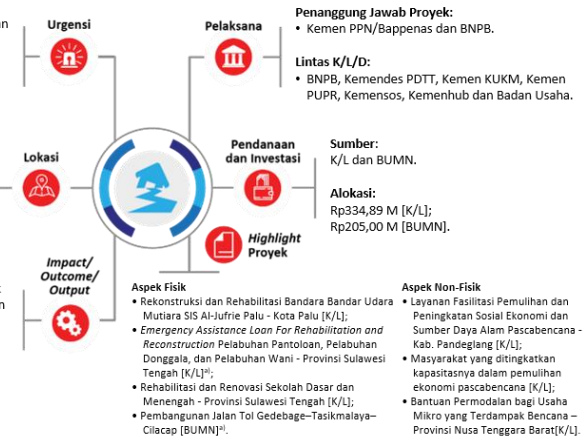 Urgensi
Pelaksana
Penanggung Jawab Proyek:
• Kemen PPN/Bappenas dan BNPB.
Lintas K/L/D:
• BNPB, Kemendes PDTT, Kemen KUKM, Kemen
PUPR, Kemensos, Kemenhub dan Badan Usaha.
Lokasi
Pendanaan
dan Investasi
Sumber:
K/L dan BUMN.
Alokasi:
Rp334,89 M [K/L];
Rp205,00 M [BUMN].
Highlight
Proyek
Impact/
Outcome/
Output
Aspek Fisik
• Rekonstruksi dan Rehabilitasi Bandara Bandar Udara
Mutiara SIS Al-Jufrie Palu - Kota Palu [K/L];
• Emergency Assistance Loan For Rehabilitation and
Reconstruction Pelabuhan Pantoloan, Pelabuhan
Donggala, dan Pelabuhan Wani - Provinsi Sulawesi
Tengah [K/L]a);
• Rehabilitasi dan Renovasi Sekolah Dasar dan
Menengah - Provinsi Sulawesi Tengah [K/L];
• Pembangunan Jalan Tol Gedebage–Tasikmalaya–
Cilacap [BUMN]a).
Aspek Non-Fisik
• Layanan Fasilitasi Pemulihan dan
Peningkatan Sosial Ekonomi dan
Sumber Daya Alam Pascabencana -
Kab. Pandeglang [K/L];
• Masyarakat yang ditingkatkan
kapasitasnya dalam pemulihan
ekonomi pascabencana [K/L];
• Bantuan Permodalan bagi Usaha
Mikro yang Terdampak Bencana –
Provinsi Nusa Tenggara Barat[K/L].